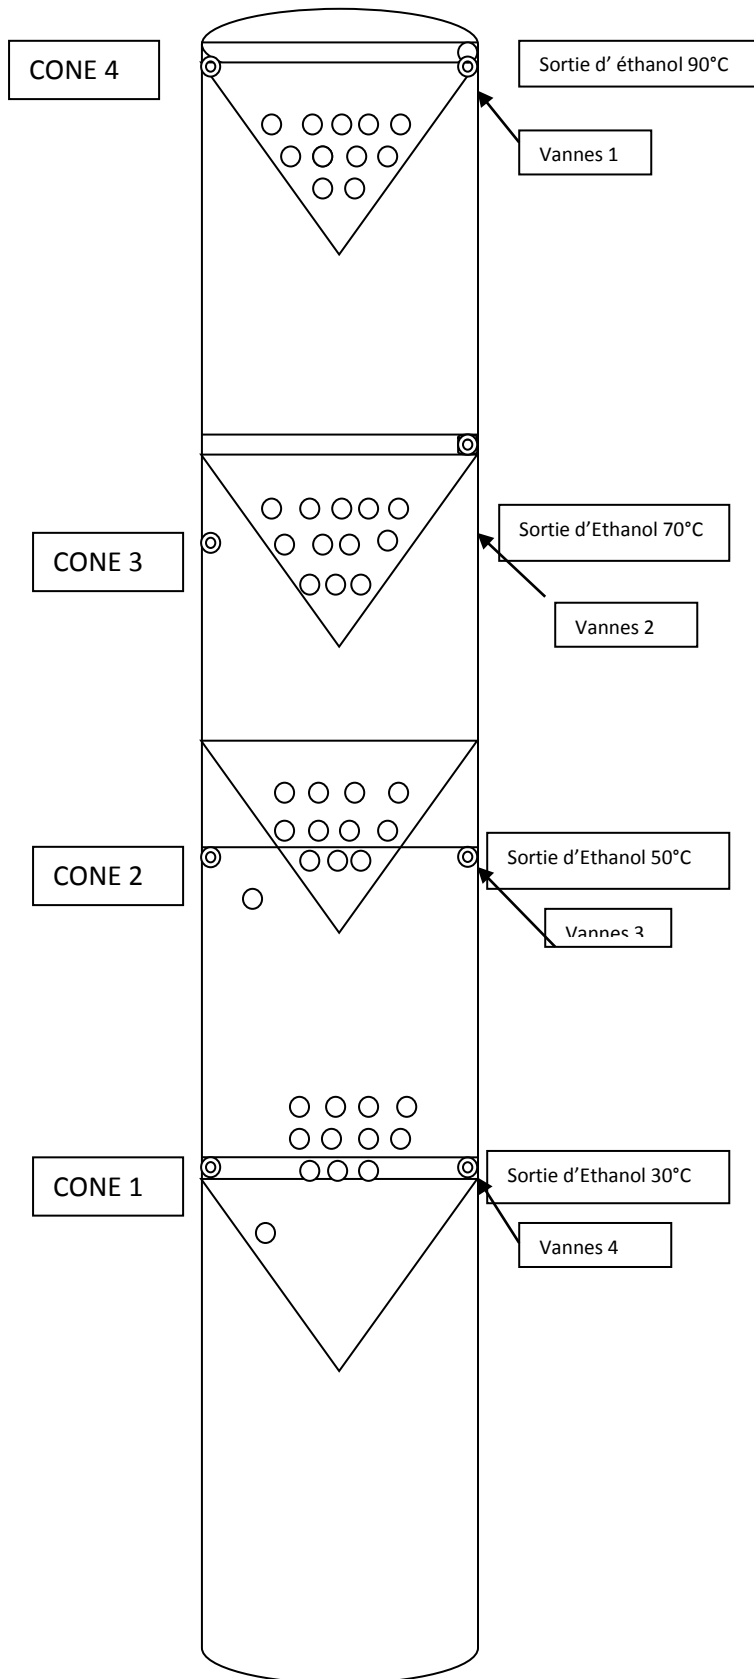 CONE 4
Sortie d' éthanol 90°C
Vannes 1
Sortie d'Ethanol 70°C
CONE 3
Vannes 2
Sortie d'Ethanol 50°C
CONE 2
Vannes 3
Sortie d'Ethanol 30°C
CONE 1
Vannes 4